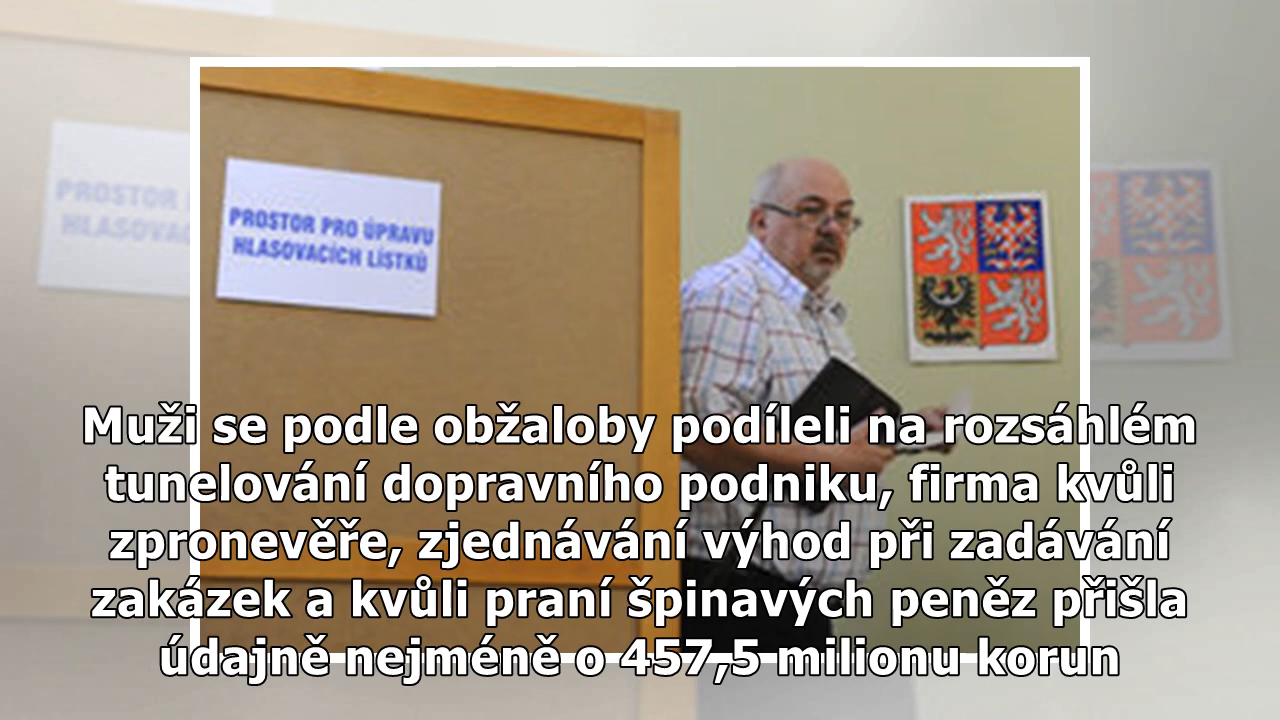 PROSTOR PRO ÚPRAVU
HLASOVACÍCH LÍSTKŮ
Muži se podle obžaloby podíleli na rozsáhlém
tunelování dopravního podniku, firma kvůli
zpronevěře, zjednávání výhod při zadávání
zakázek a kvůli praní špinavých peněz přišla
údajně nejméně o 457,5 milionu korun